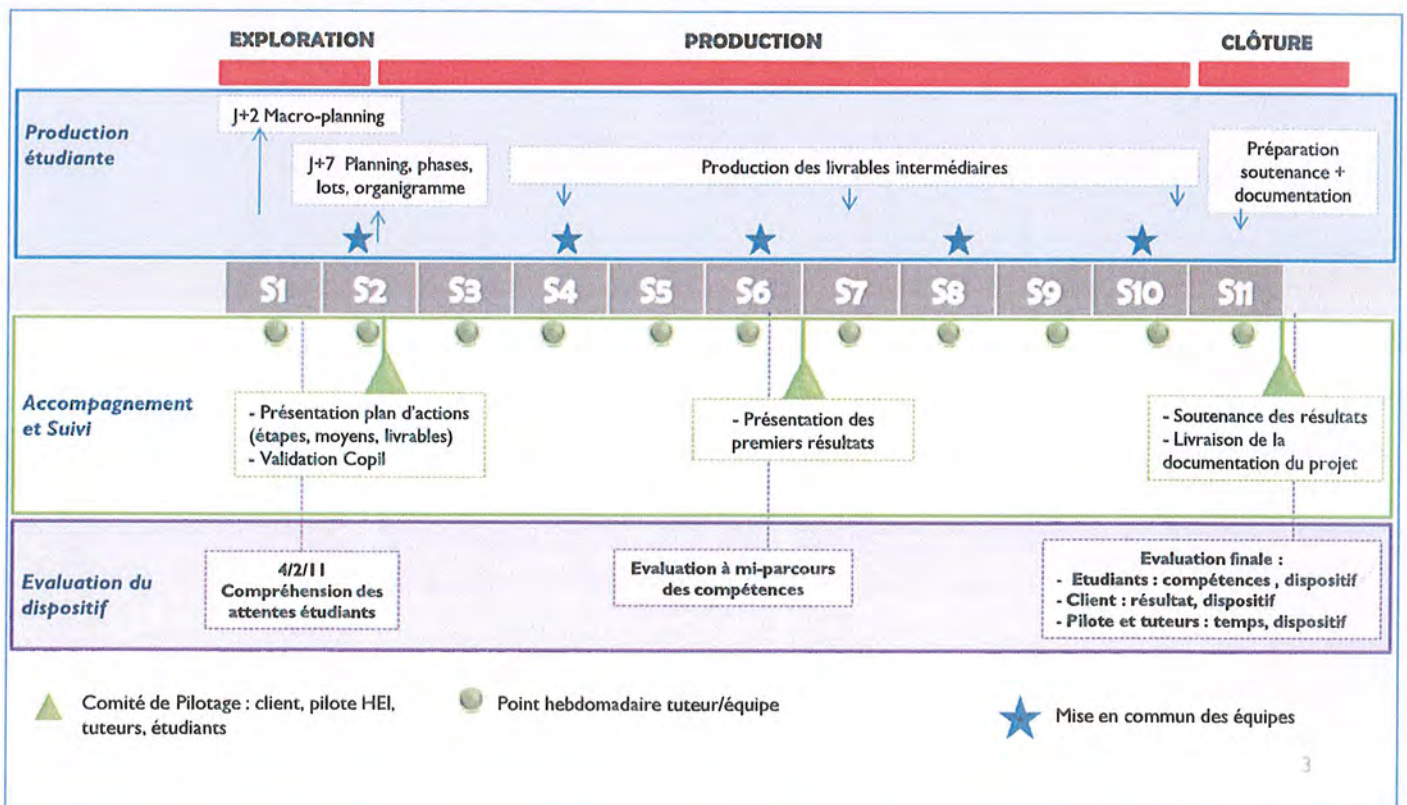 EXPLORATION
PRODUCTION
CLÔTURE
Production
étudiante
J+2 Macro-planning
J+7 Planning, phases,
lots, organigramme
Production des livrables intermédiaires
Préparation
soutenance +
documentation
S1
S2
S3
S4
S5
S6
S7
S8
S9
S10
S11
Accompagnement
et Suivi
- Présentation plan d'actions
(étapes, moyens, livrables)
- Validation Copil
- Présentation des
premiers résultats
- Soutenance des résultats
- Livraison de la
documentation du projet
Evaluation du
dispositif
4/2/11
Compréhension des
attentes étudiants
Evaluation à mi-parcours
des compétences
Evaluation finale :
- Etudiants : compétences , dispositif
- Client : résultat, dispositif
- Pilote et tuteurs : temps, dispositif
Comité de Pilotage : client, pilote HEI,
tuteurs, étudiants
Point hebdomadaire tuteur/équipe
Mise en commun des équipes
3